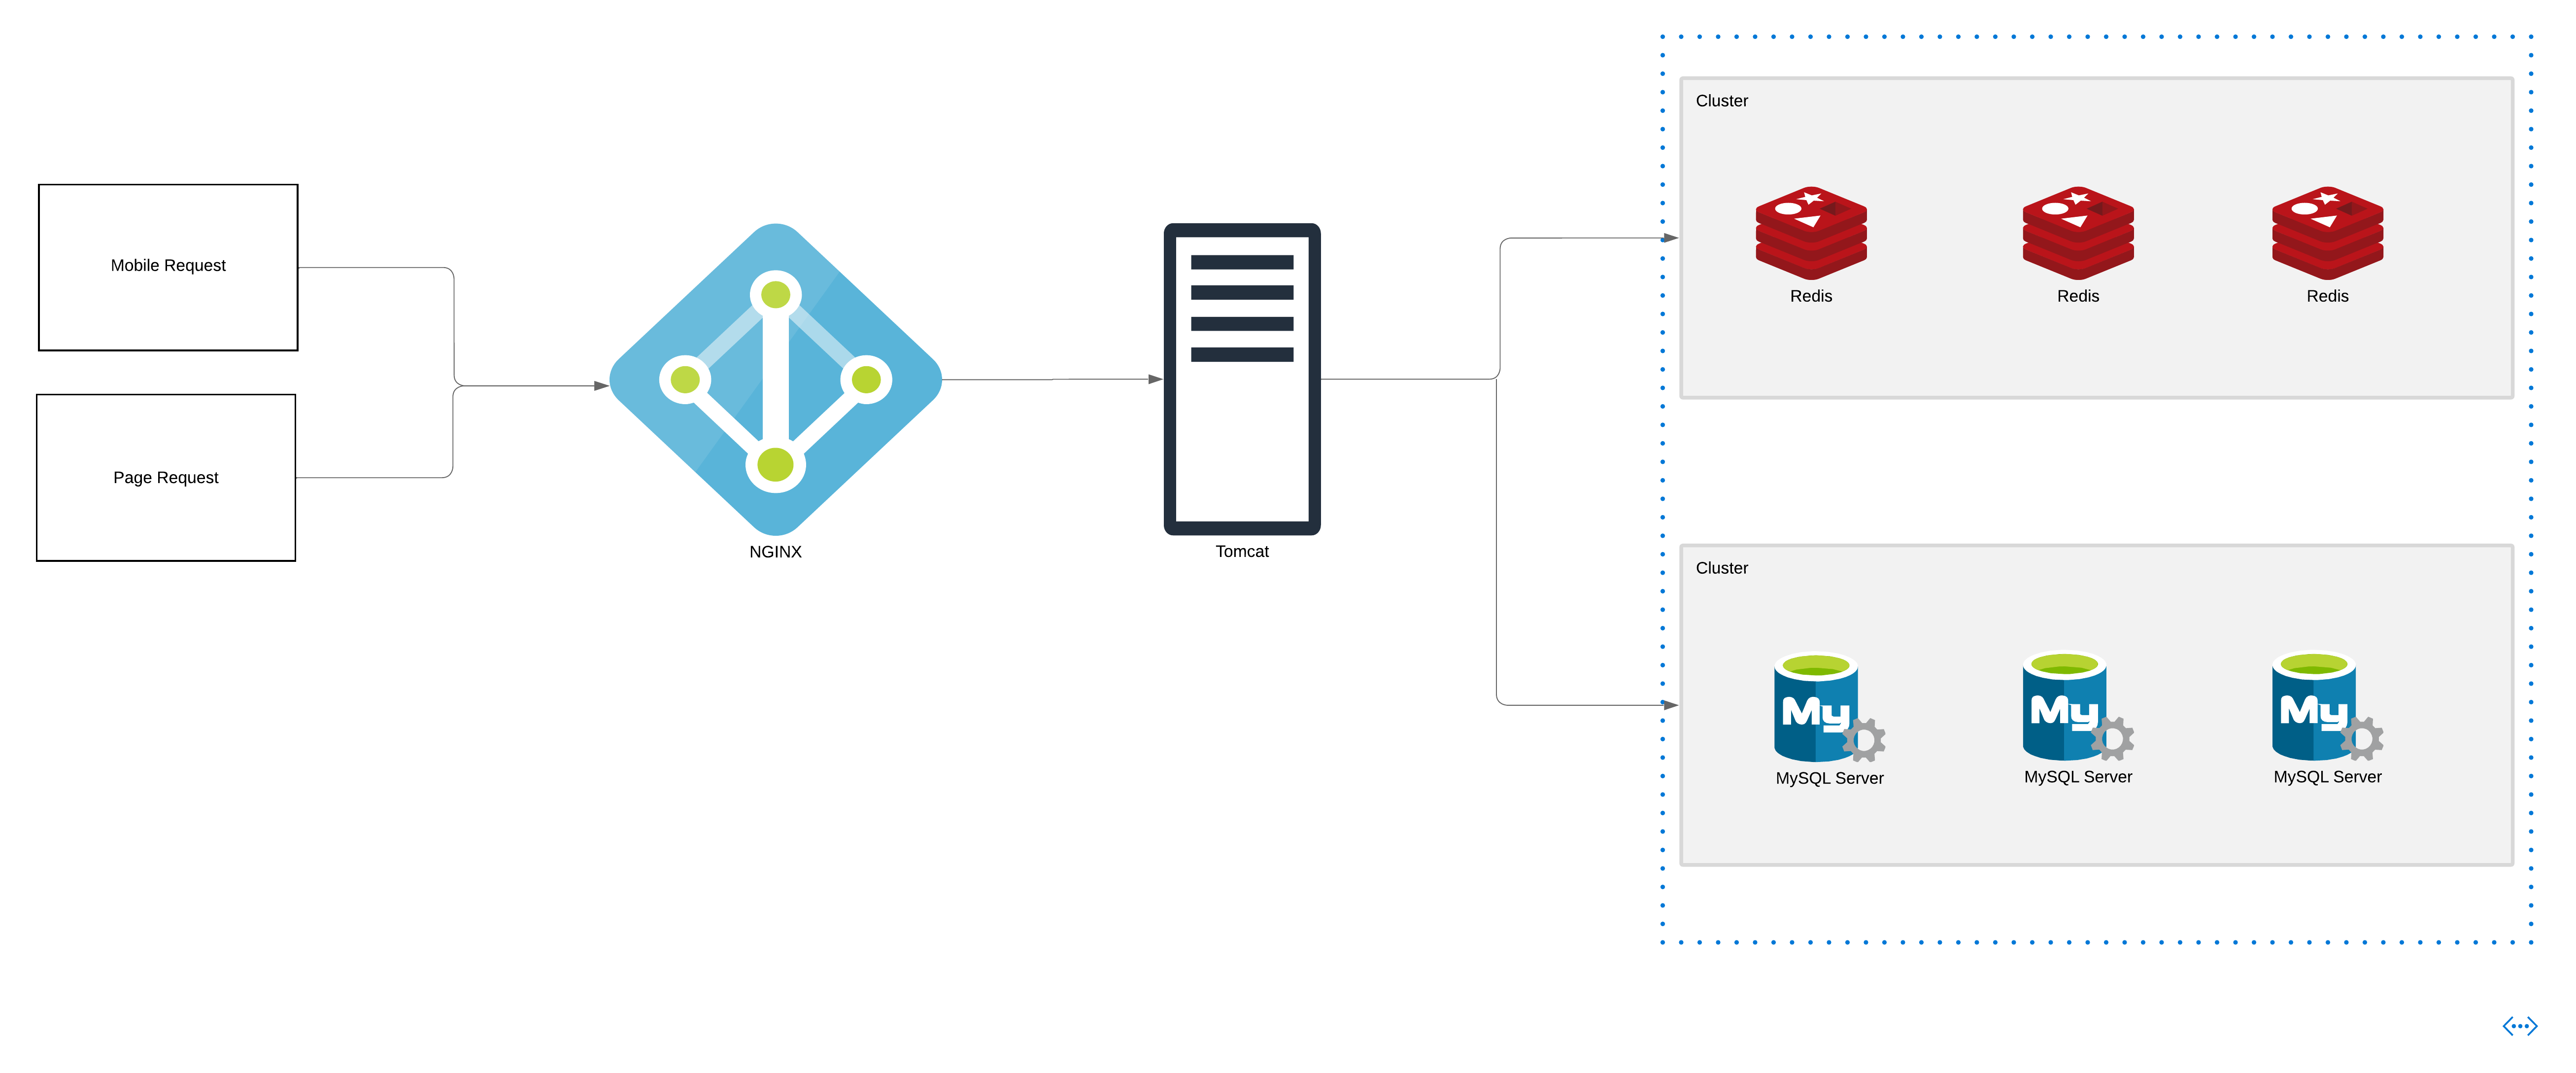 Cluster
Redis
Redis
Redis
Mobile Request
Page Request
NGINX
Tomcat
Cluster
My
My
My
MySQL Server
MySQL Server
MySQL Server